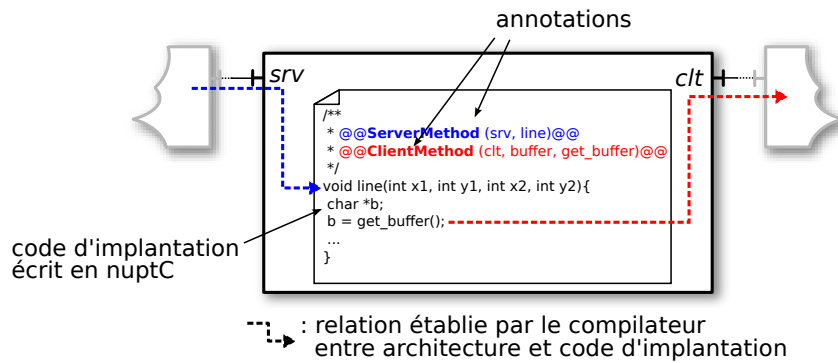 annotations
srv
clt
/**
* @@ServerMethod (srv, line)@@
* @@ClientMethod (clt, buffer, get_buffer)@@
*/
void line(int x1, int y1, int x2, int y2){
char *b;
b = get_buffer();
...
}
code d'implantation
écrit en nuptC
: relation établie par le compilateur
entre architecture et code d'implantation